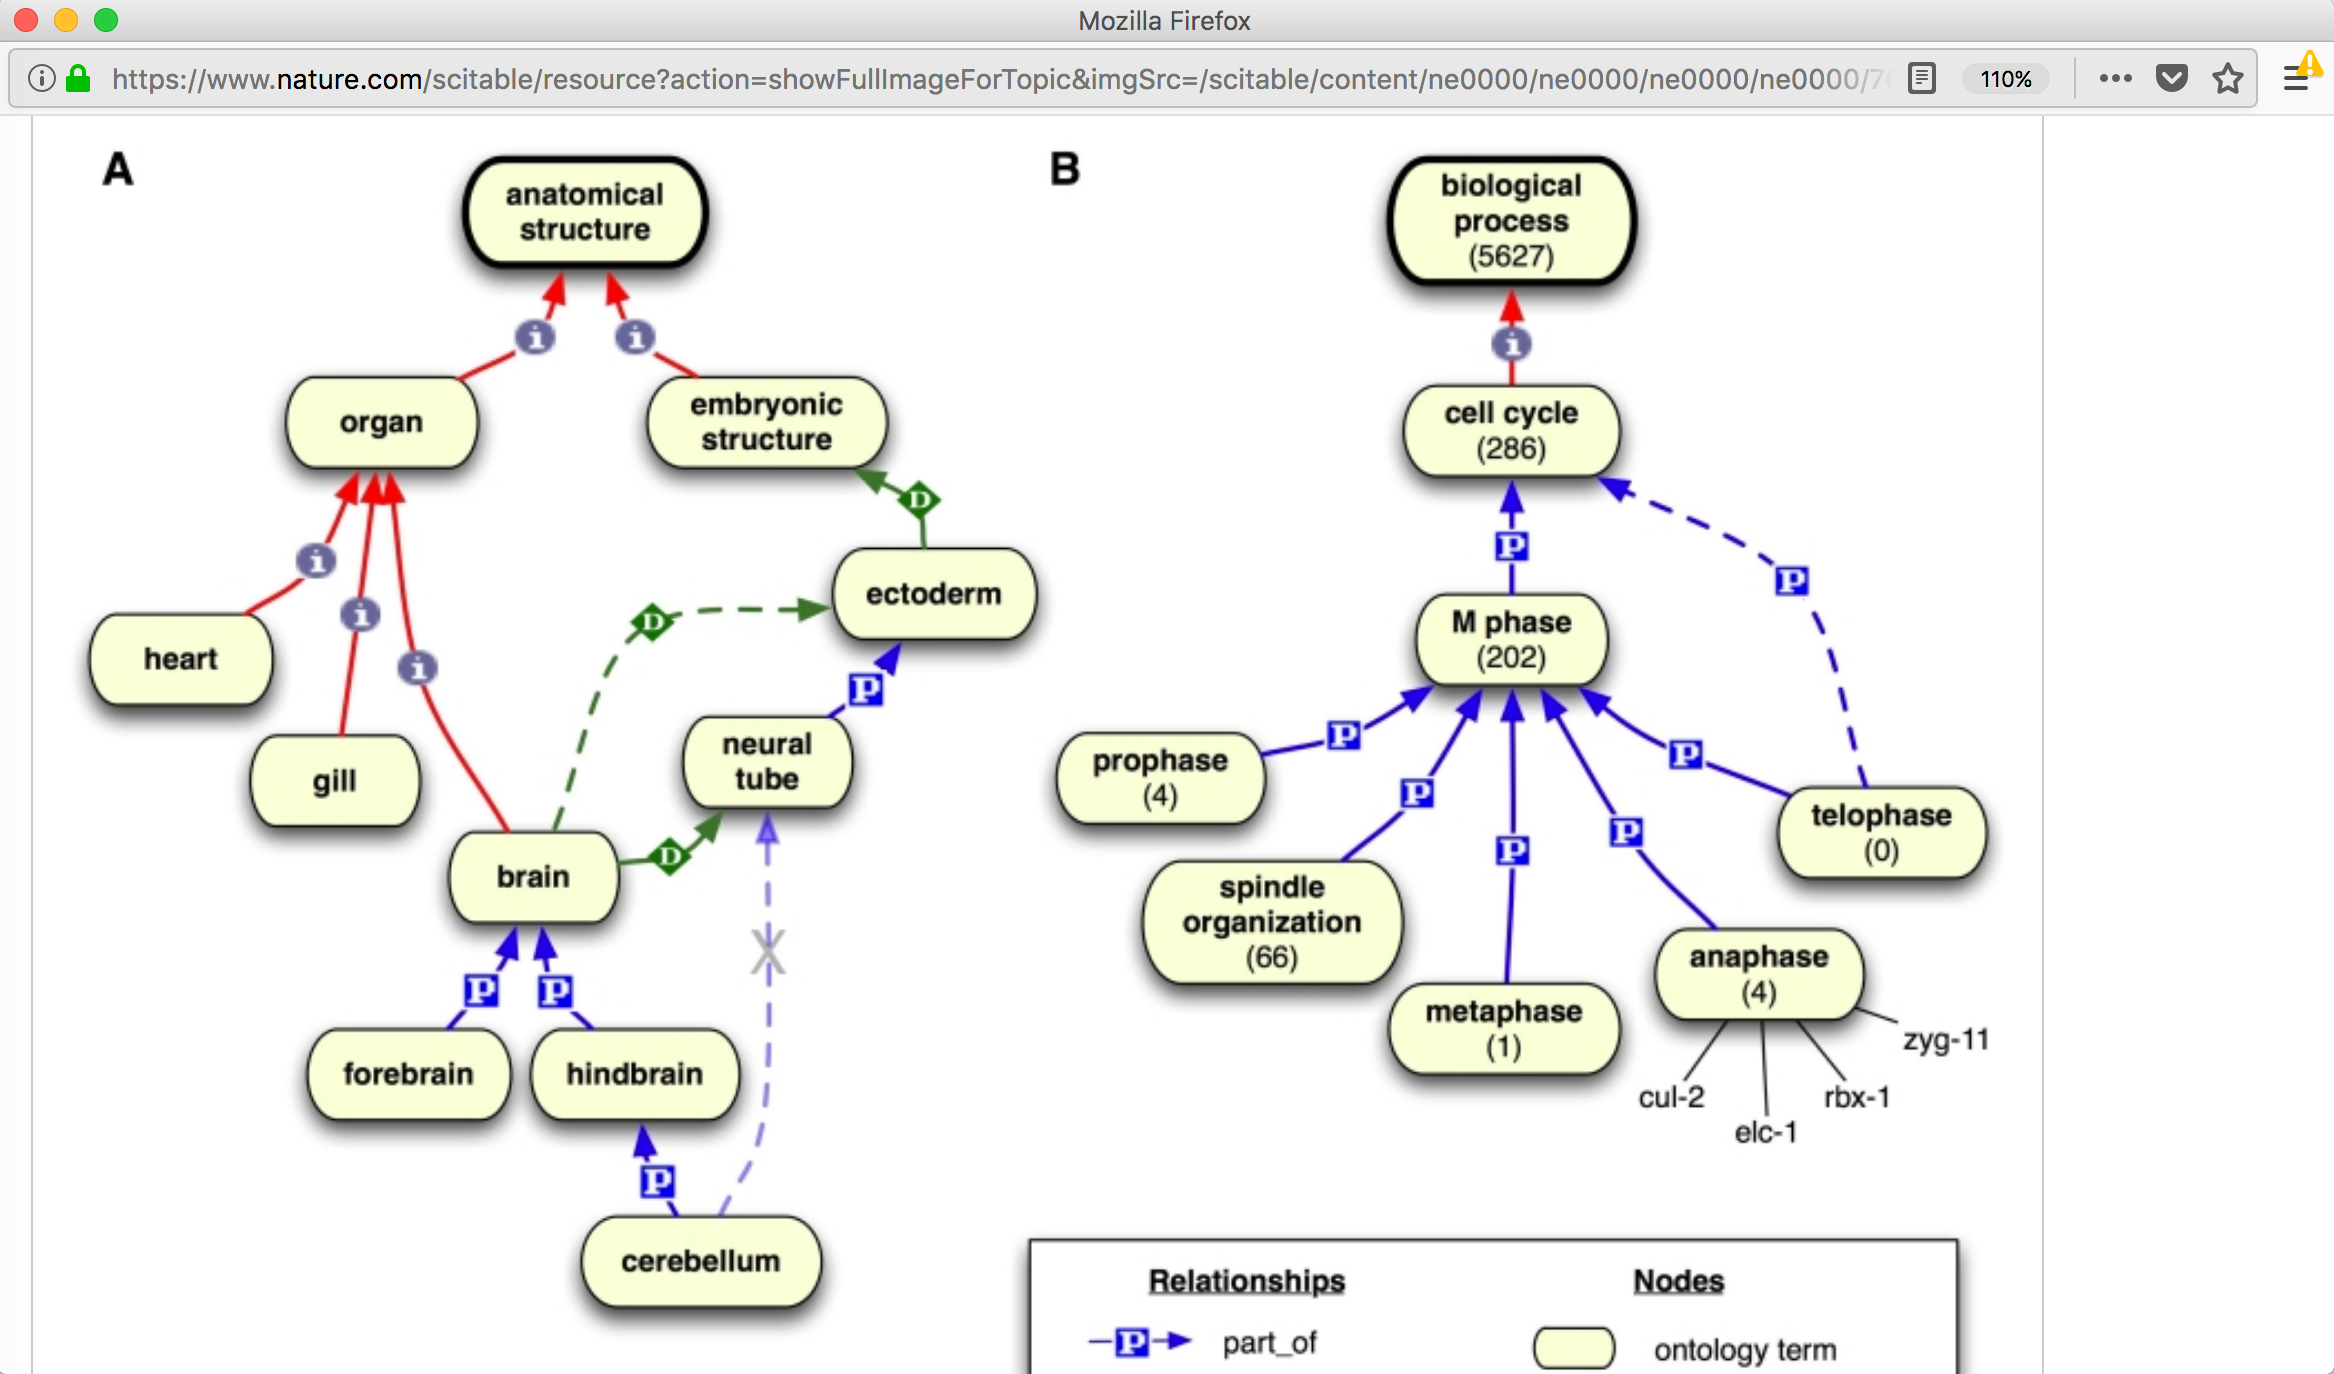 Mozilla Firefox
https://www.nature.com/scitable/resource?action=showFullImageForTopic&imgSrc=/scitable/content/ne0000/ne0000/ne0000/ne0000/7
110%
A
anatomical
structure
i
i
organ
embryonic
structure
D
i
i
i
D
ectoderm
heart
P
gill
neural
tube
brain
D
X
P
P
forebrain
hindbrain
P
cerebellum
B
biological
process
(5627)
i
cell cycle
(286)
P
P
M phase
(202)
P
P
P
P
P
prophase
(4)
telophase
(0)
spindle
organization
(66)
metaphase
(1)
anaphase
(4)
zyg-11
cul-2
rbx-1
elc-1
Relationships
Nodes
P
part_of
ontology term